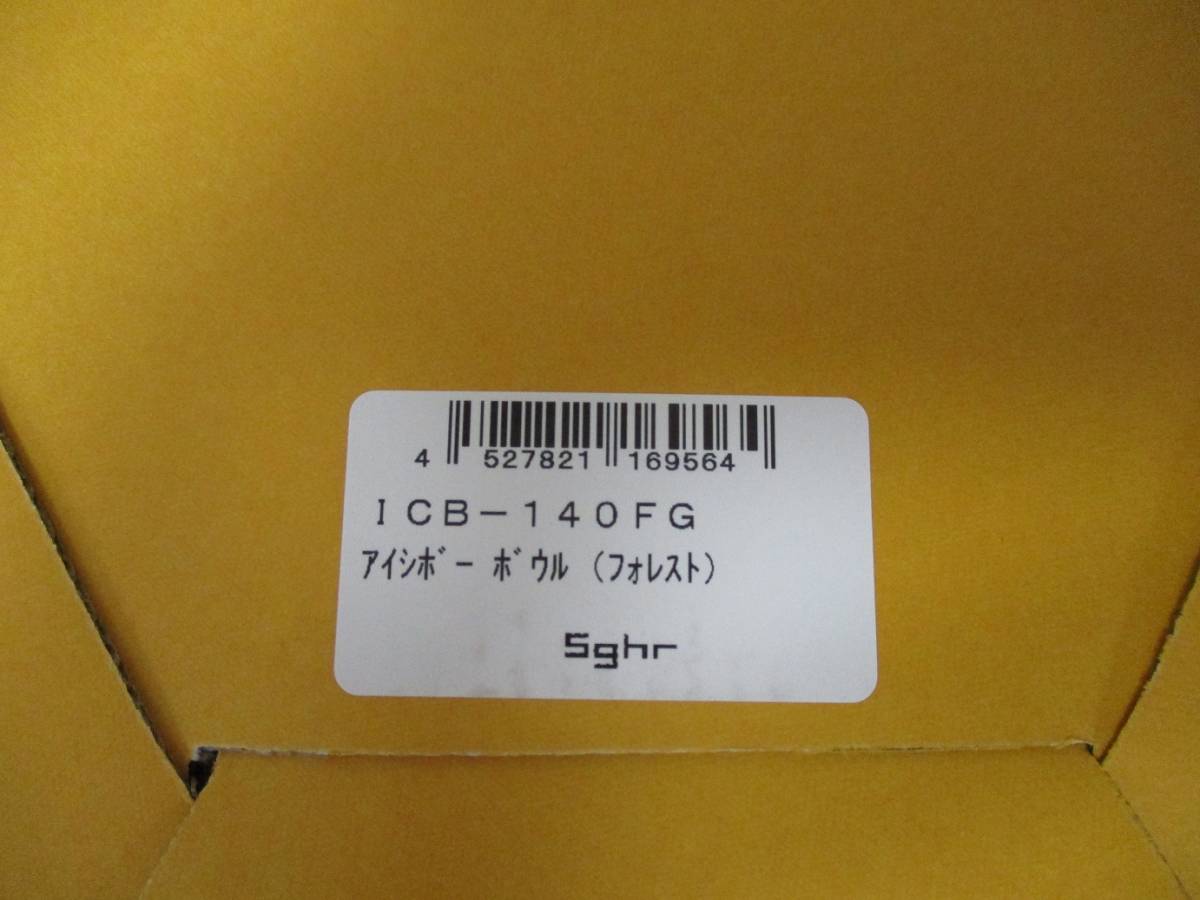 4 527821 169564
ICB-140FG
ｱｲｼﾎﾞｰ ﾎﾞｳﾙ (ﾌｫﾚｽﾄ)
Sghr